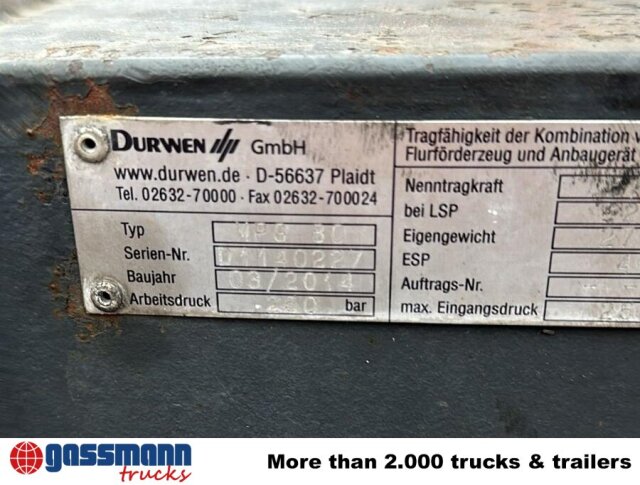 DURWEN GmbH
www.durwen.de · D-56637 Plaidt
Tel. 02632-70000 · Fax 02632-700024
Typ
Serien-Nr. D1140227
Baujahr 03/2014
Arbeitsdruck bar
Tragfähigkeit der Kombination
Flurförderzeug und Anbaugerät
Nenntragkraft
bei LSP
Eigengewicht
ESP
Auftrags-Nr.
max. Eingangsdruck
gassmann
trucks
More than 2.000 trucks & trailers